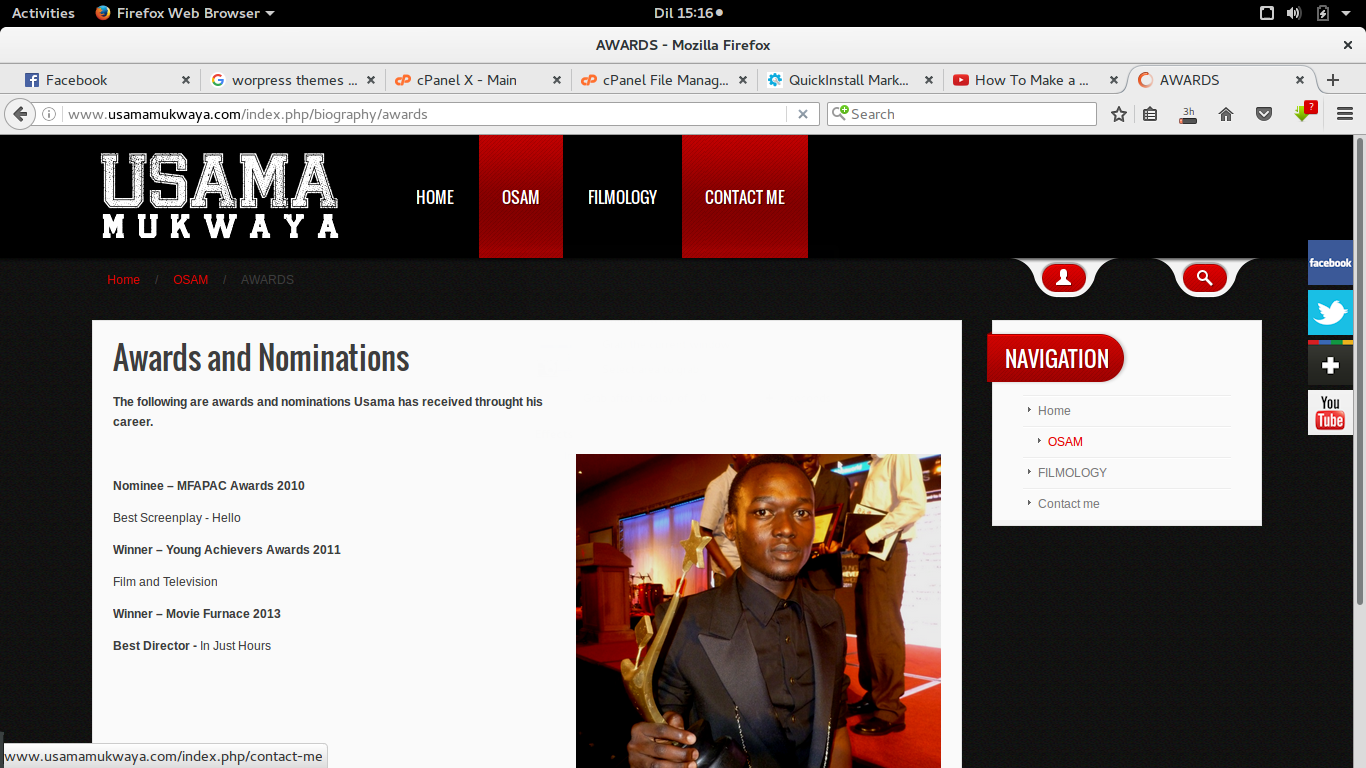 Activities
Firefox Web Browser
Dil 15:16
AWARDS - Mozilla Firefox
Facebook
worpress themes ...
cPanel X - Main
cPanel File Manag...
QuickInstall Mark...
How To Make a ...
AWARDS
www.usamamukwaya.com/index.php/biography/awards
Search
3h
?
USAMA
MUKWAYA
HOME
OSAM
FILMOLOGY
CONTACT ME
facebook
Home / OSAM / AWARDS
Awards and Nominations
The following are awards and nominations Usama has received throught his
career.
Nominee – MFAPAC Awards 2010
Best Screenplay - Hello
Winner – Young Achievers Awards 2011
Film and Television
Winner – Movie Furnace 2013
Best Director - In Just Hours
NAVIGATION
Home
OSAM
FILMOLOGY
Contact me
You
Tube
www.usamamukwaya.com/index.php/contact-me